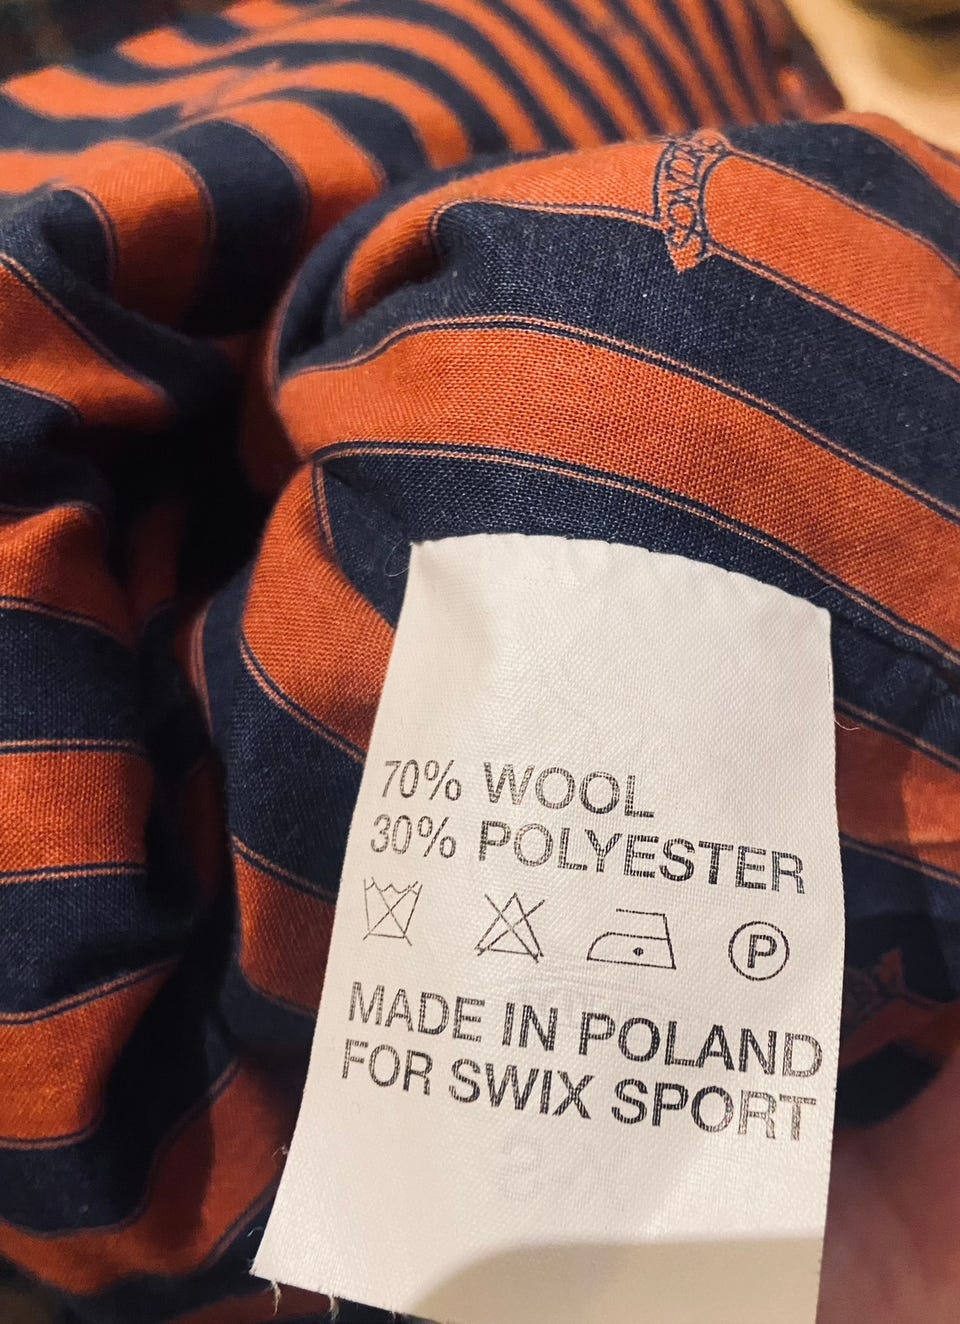 70% WOOL
30% POLYESTER
P
MADE IN POLAND
FOR SWIX SPORT